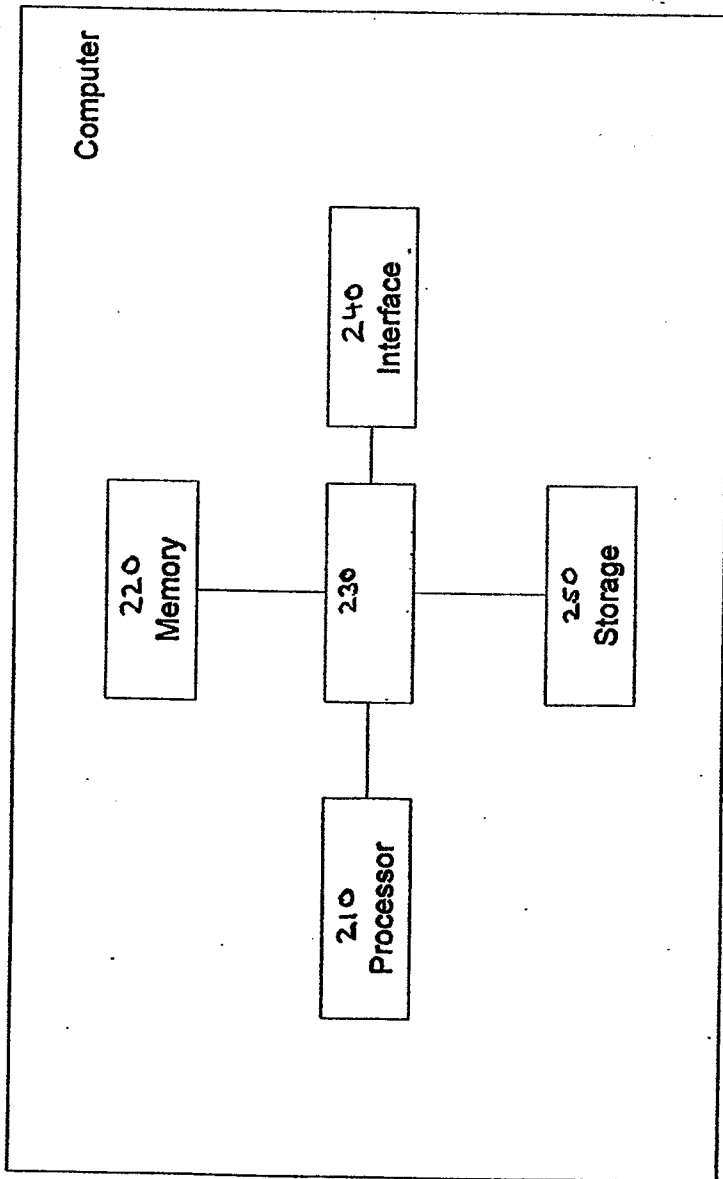 Computer
220
Memory
210
Processor
230
240
Interface
250
Storage